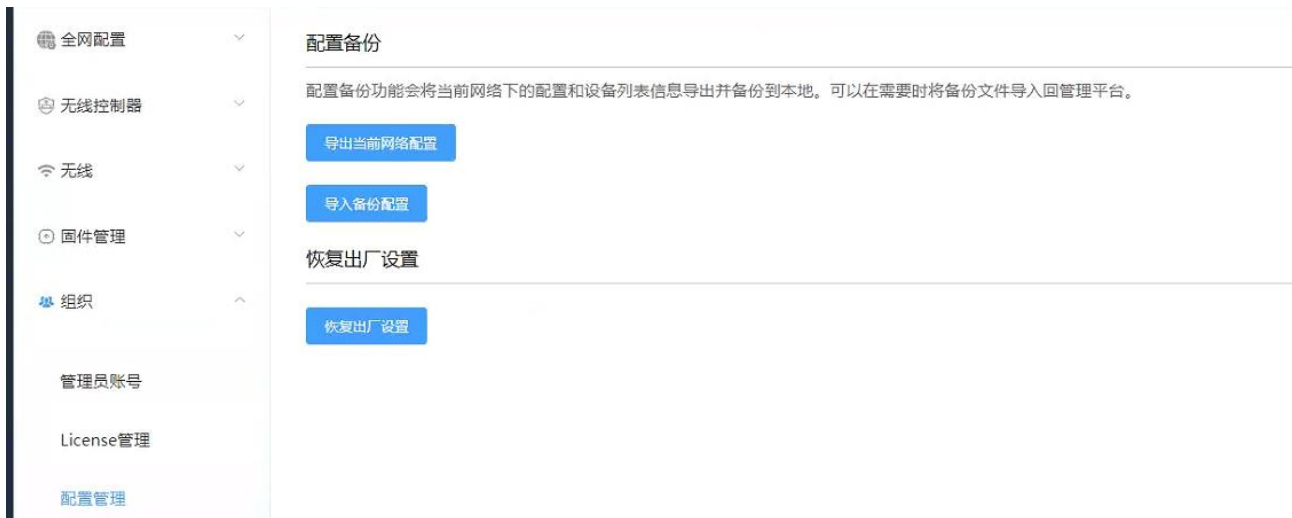 全网配置
无线控制器
无线
固件管理
组织
管理员账号
License管理
配置管理
配置备份
配置备份功能会将当前网络下的配置和设备列表信息导出并备份到本地。可以在需要时将备份文件导入回管理平台。
导出当前网络配置
导入备份配置
恢复出厂设置
恢复出厂设置